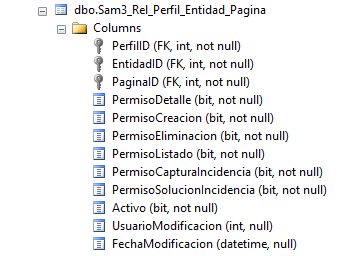 dbo.Sam3_Rel_Perfil_Entidad_Pagina
Columns
PerfilID (FK, int, not null)
EntidadID (FK, int, not null)
PaginaID (FK, int, not null)
PermisoDetalle (bit, not null)
PermisoCreacion (bit, not null)
PermisoEliminacion (bit, not null)
PermisoListado (bit, not null)
PermisoCapturaIncidencia (bit, not null)
PermisoSolucionIncidencia (bit, not null)
Activo (bit, not null)
UsuarioModificacion (int, null)
FechaModificacion (datetime, null)